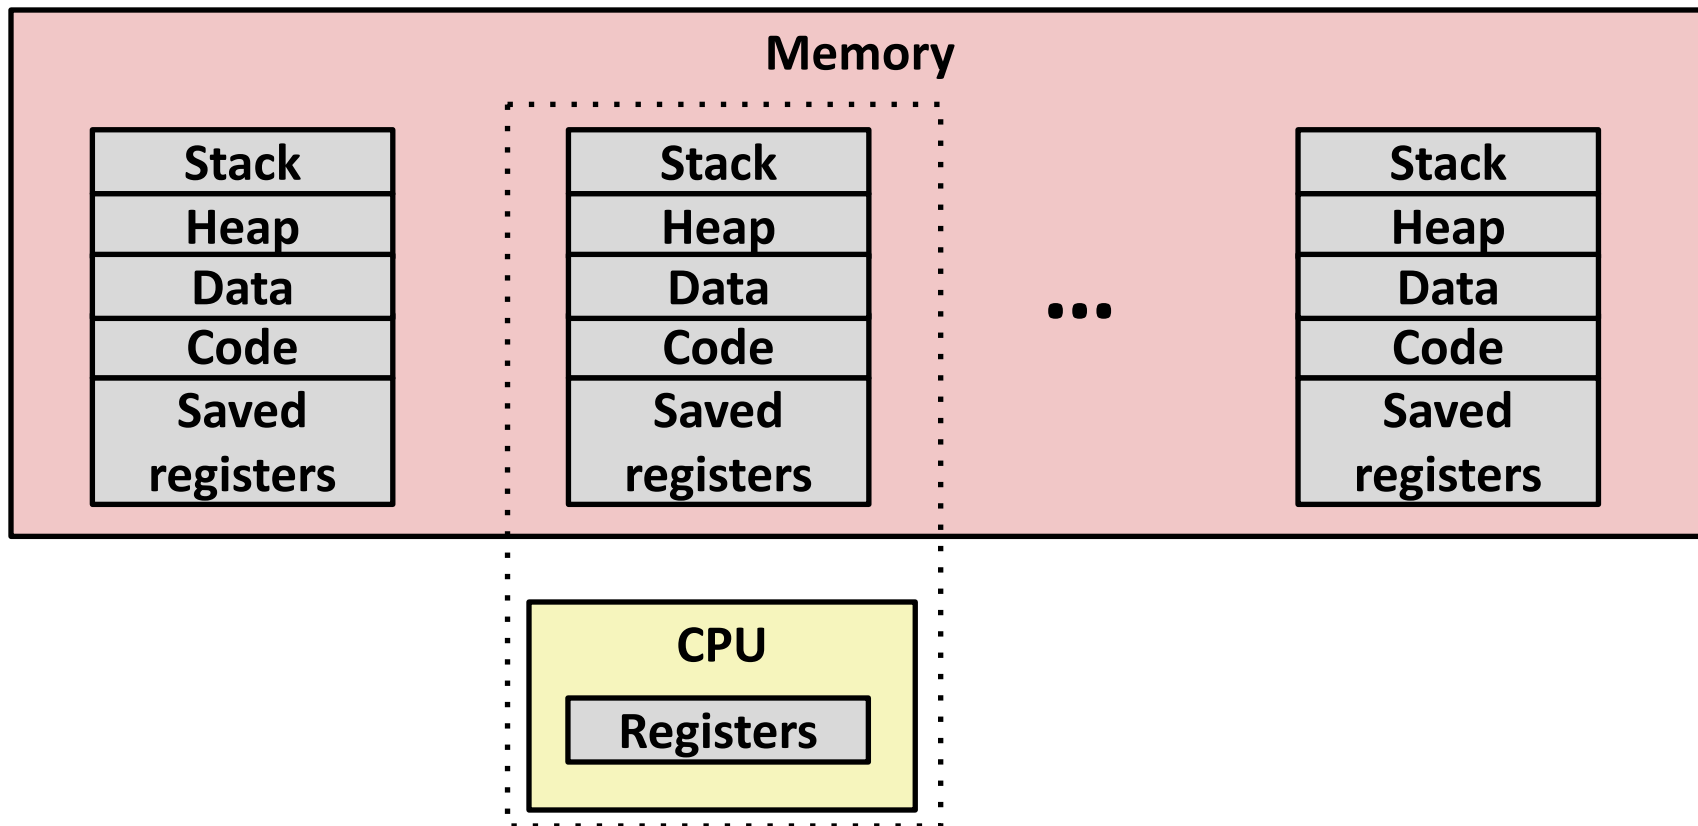 Memory
Stack
Heap
Data
Code
Saved
registers
Stack
Heap
Data
Code
Saved
registers
...
Stack
Heap
Data
Code
Saved
registers
CPU
Registers